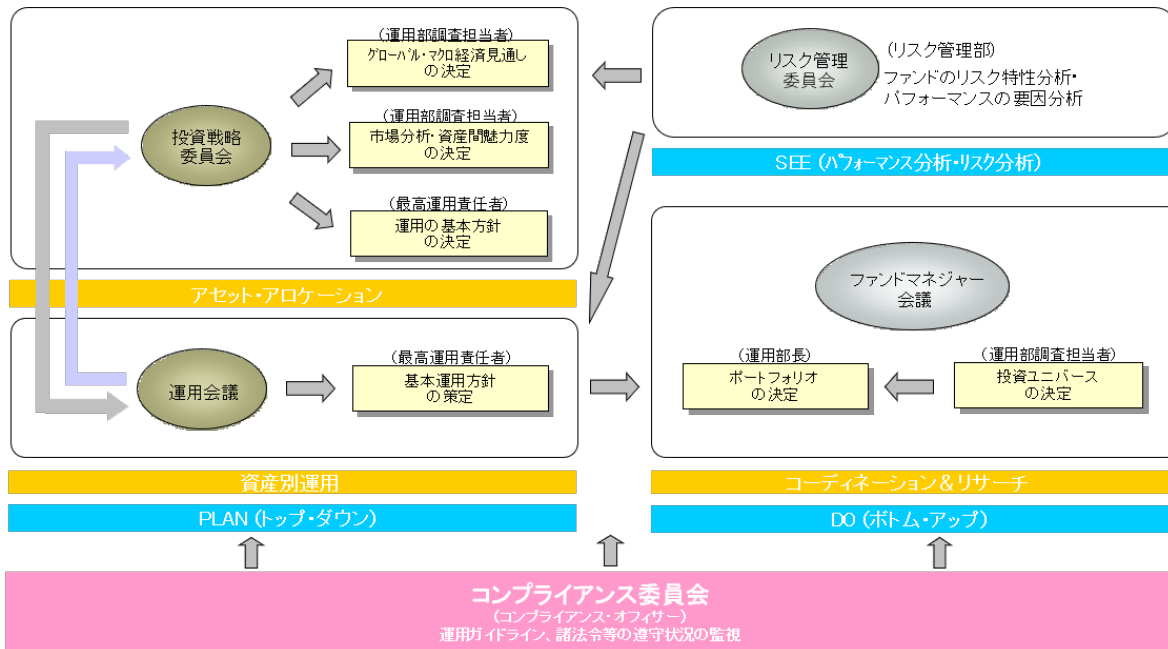 (運用部調査担当者)
グローバル・マクロ経済見通し
の決定
投資戦略
委員会
(運用部調査担当者)
市場分析・資産間魅力度
の決定
(最高運用責任者)
運用の基本方針
の決定
アセット・アロケーション
リスク管理
委員会
(リスク管理部)
ファンドのリスク特性分析・
パフォーマンスの要因分析
SEE (パフォーマンス分析・リスク分析)
運用会議
(最高運用責任者)
基本運用方針
の策定
資産別運用
PLAN (トップ・ダウン)
ファンドマネジャー
会議
(運用部長)
ポートフォリオ
の決定
(運用部調査担当者)
投資ユニバース
の決定
コーディネーション&リサーチ
DO (ボトム・アップ)
コンプライアンス委員会
(コンプライアンス・オフィサー)
運用ガイドライン、諸法令等の遵守状況の監視